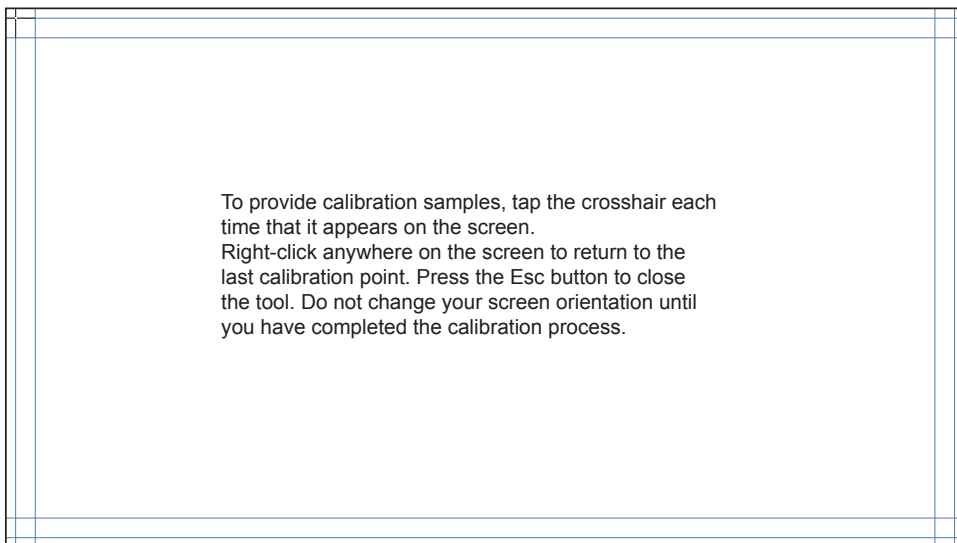 To provide calibration samples, tap the crosshair each
time that it appears on the screen.
Right-click anywhere on the screen to return to the
last calibration point. Press the Esc button to close
the tool. Do not change your screen orientation until
you have completed the calibration process.